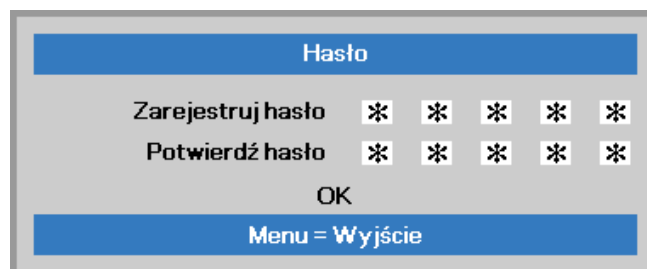 Hasło
Zarejestruj hasło * * * * *
Potwierdź hasło * * * * *
OK
Menu = Wyjście